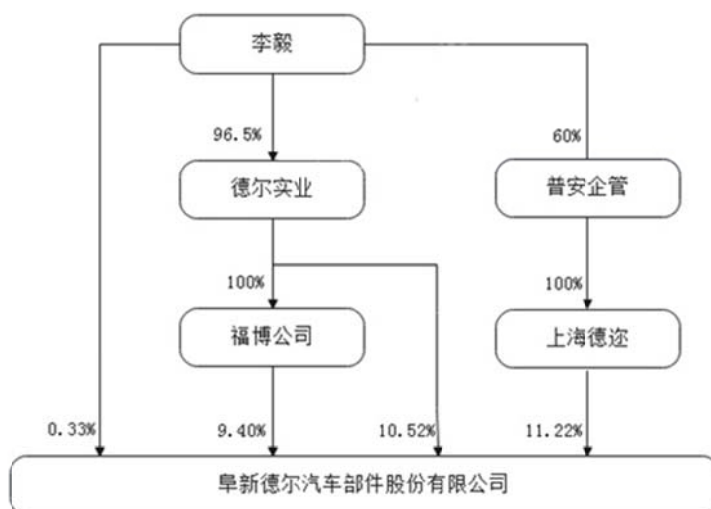 李毅
96.5%
60%
德尔实业
普安企管
100%
100%
福博公司
上海德迩
0.33%
9.40%
10.52%
11.22%
阜新德尔汽车部件股份有限公司